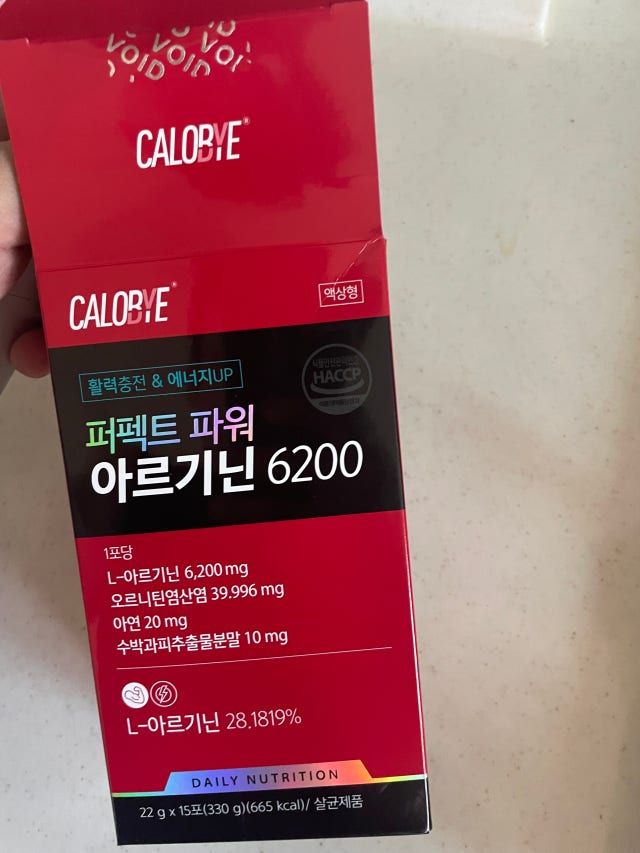 VOID VOID VOID
CALOBYE®
CALOBYE®
액상형
활력충전 & 에너지UP
HACCP
퍼펙트 파워
아르기닌 6200
1포당
L-아르기닌 6,200 mg
오르니틴염산염 39.996 mg
아연 20 mg
수박과피추출물분말 10 mg
L-아르기닌 28.1819%
DAILY NUTRITION
22 g x 15포(330 g)(665 kcal)/ 살균제품